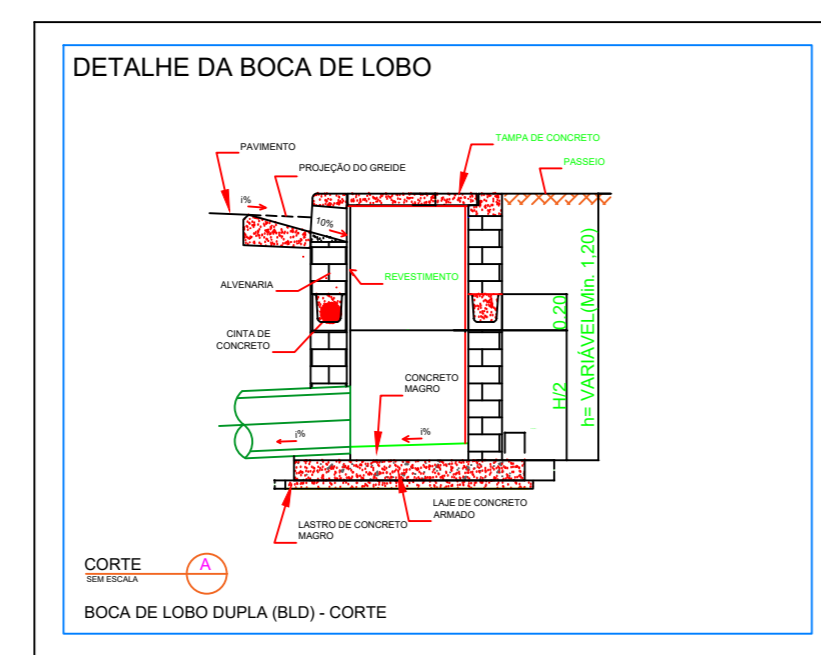 DETALHE DA BOCA DE LOBO
TAMPA DE CONCRETO
PAVIMENTO
PASSEIO
PROJEÇÃO DO GREIDE
i%
10%
ALVENARIA
REVESTIMENTO
0.20
h= VARIÁVEL(Min. 1,20)
CINTA DE
CONCRETO
CONCRETO
MAGRO
H/2
i%
i%
LAJE DE CONCRETO
ARMADO
LASTRO DE CONCRETO
MAGRO
CORTE
A
SEM ESCALA
BOCA DE LOBO DUPLA (BLD) - CORTE